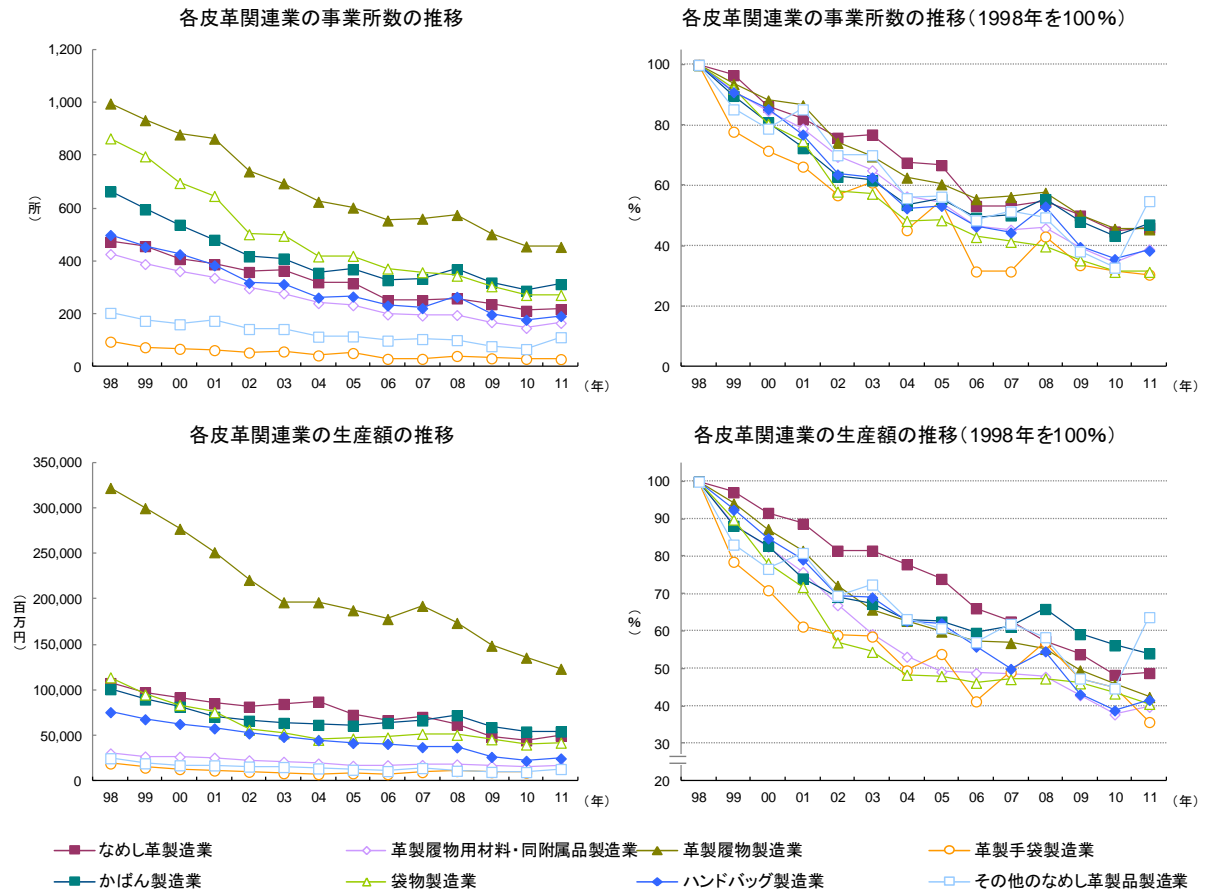 各皮革関連業の事業所数の推移
(所)
1,200
1,000
800
600
400
200
0
98 99 00 01 02 03 04 05 06 07 08 09 10 11 (年)
各皮革関連業の事業所数の推移(1998年を100%)
(%)
100
80
60
40
20
0
98 99 00 01 02 03 04 05 06 07 08 09 10 11 (年)
各皮革関連業の生産額の推移
(百万円)
350,000
300,000
250,000
200,000
150,000
100,000
50,000
0
98 99 00 01 02 03 04 05 06 07 08 09 10 11 (年)
各皮革関連業の生産額の推移(1998年を100%)
(%)
100
90
80
70
60
50
40
30
20
98 99 00 01 02 03 04 05 06 07 08 09 10 11 (年)
なめし革製造業 革製履物用材料・同附属品製造業 革製履物製造業 革製手袋製造業
かばん製造業 袋物製造業 ハンドバッグ製造業 その他のなめし革製品製造業